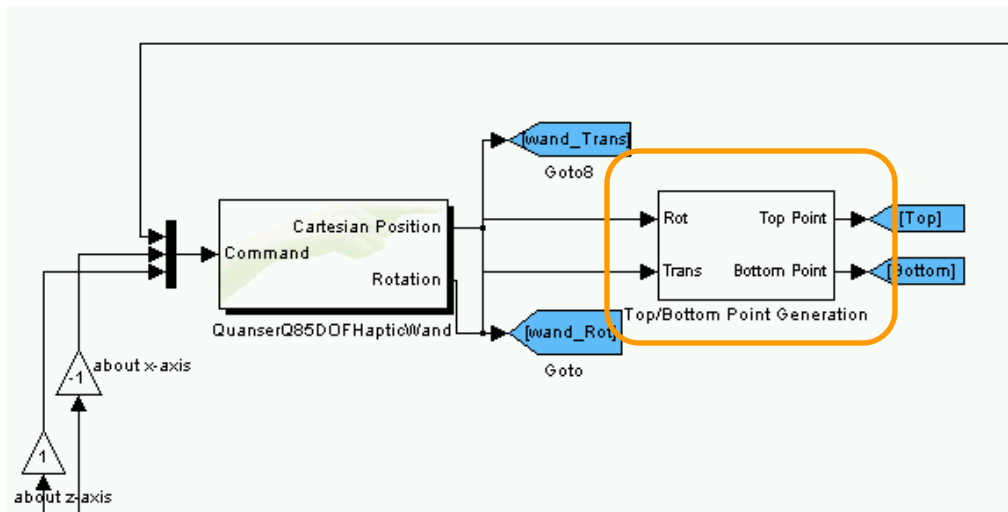 [wand_Trans]
Goto8
Cartesian Position
Command
Rotation
QuanserQ85DOFHapticWand
Rot
Top Point
Trans
Bottom Point
Top/Bottom Point Generation
[Top]
[Bottom]
[wand_Rot]
Goto
-1
about x-axis
1
about z-axis